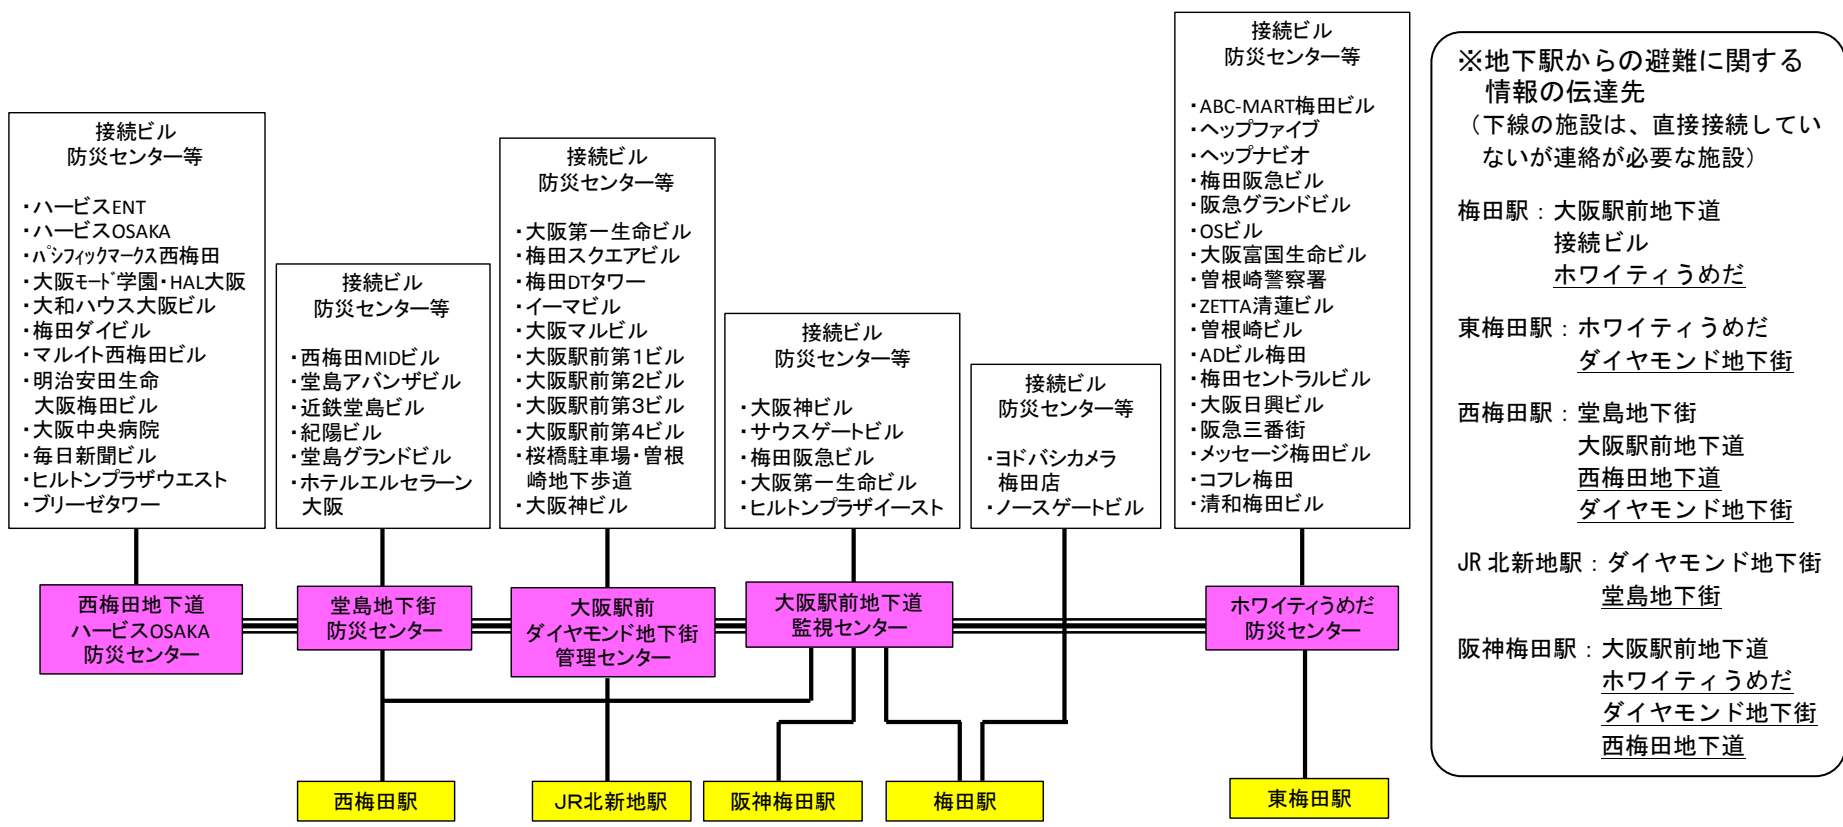 接続ビル
防災センター等
・ハービスENT
・ハービスOSAKA
・ﾊﾟｼﾌｨｯｸﾏｰｸｽ西梅田
・大阪ﾓｰﾄﾞ学園・HAL大阪
・大和ハウス大阪ビル
・梅田ダイビル
・マルイト西梅田ビル
・明治安田生命
大阪梅田ビル
・大阪中央病院
・毎日新聞ビル
・ヒルトンプラザウエスト
・ブリーゼタワー
接続ビル
防災センター等
・西梅田MIDビル
・堂島アバンザビル
・近鉄堂島ビル
・紀陽ビル
・堂島グランドビル
・ホテルエルセラーン
大阪
接続ビル
防災センター等
・大阪第一生命ビル
・梅田スクエアビル
・梅田DTタワー
・イーマビル
・大阪マルビル
・大阪駅前第１ビル
・大阪駅前第２ビル
・大阪駅前第３ビル
・大阪駅前第４ビル
・桜橋駐車場・曽根
崎地下歩道
・大阪神ビル
接続ビル
防災センター等
・大阪神ビル
・サウスゲートビル
・梅田阪急ビル
・大阪第一生命ビル
・ヒルトンプラザイースト
接続ビル
防災センター等
・ヨドバシカメラ
梅田店
・ノースゲートビル
接続ビル
防災センター等
・ABC-MART梅田ビル
・ヘップファイブ
・ヘップナビオ
・梅田阪急ビル
・阪急グランドビル
・OSビル
・大阪富国生命ビル
・曽根崎警察署
・ZETTA清蓮ビル
・曽根崎ビル
・ADビル梅田
・梅田セントラルビル
・大阪日興ビル
・阪急三番街
・メッセージ梅田ビル
・コフレ梅田
・清和梅田ビル
西梅田地下道
ハービスOSAKA
防災センター
堂島地下街
防災センター
大阪駅前
ダイヤモンド地下街
管理センター
大阪駅前地下道
監視センター
ホワイティうめだ
防災センター
西梅田駅
ＪＲ北新地駅
阪神梅田駅
梅田駅
東梅田駅
※地下駅からの避難に関する
情報の伝達先
（下線の施設は、直接接続してい
ないが連絡が必要な施設）
梅田駅：大阪駅前地下道
接続ビル
ホワイティうめだ
東梅田駅：ホワイティうめだ
ダイヤモンド地下街
西梅田駅：堂島地下街
大阪駅前地下道
西梅田地下道
ダイヤモンド地下街
JR北新地駅：ダイヤモンド地下街
堂島地下街
阪神梅田駅：大阪駅前地下道
ホワイティうめだ
ダイヤモンド地下街
西梅田地下道